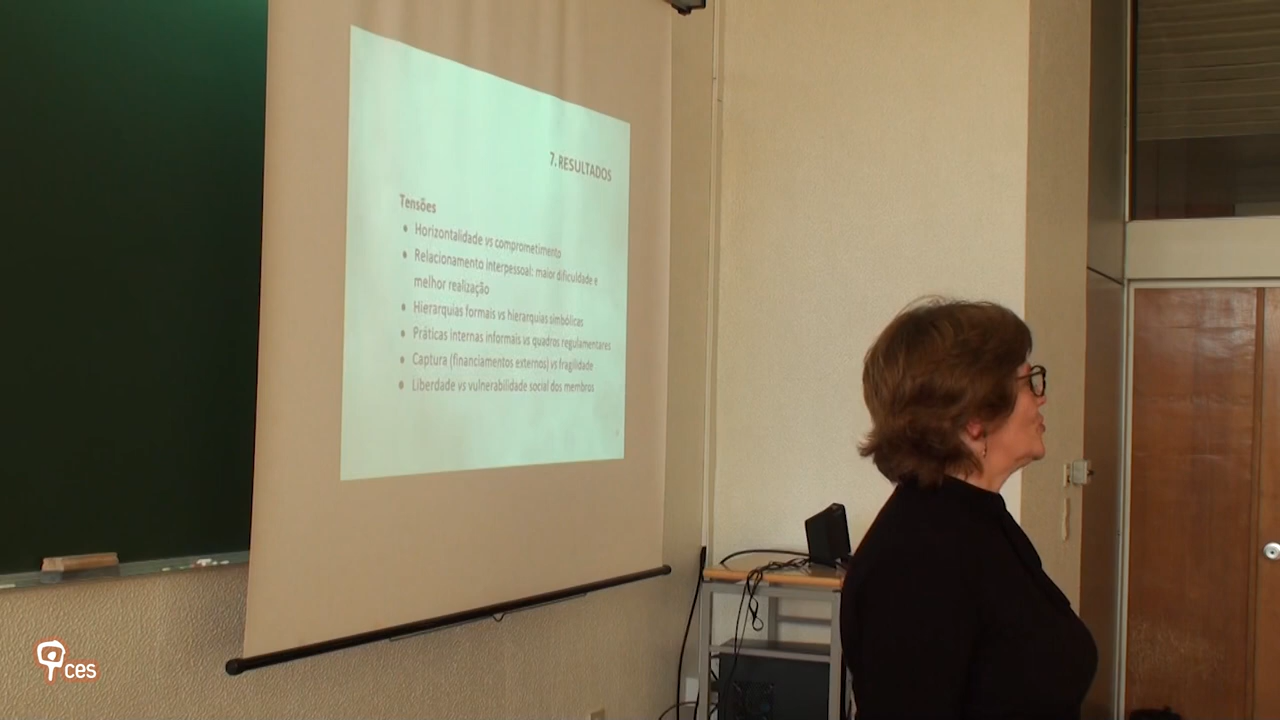 7. RESULTADOS
Tensões
• Horizontalidade vs comprometimento
• Relacionamento interpessoal: maior dificuldade e
melhor realização
• Hierarquias formais vs hierarquias simbólicas
• Práticas internas informais vs quadros regulamentares
• Captura (financiamentos externos) vs fragilidade
• Liberdade vs vulnerabilidade social dos membros
ces